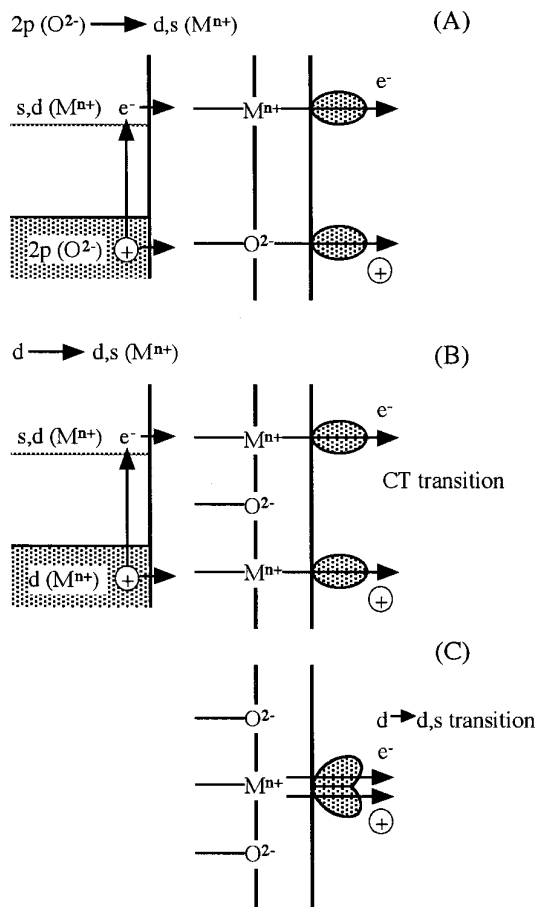 2p (O²⁻) → d,s (Mⁿ⁺)
(A)
s,d (Mⁿ⁺) e⁻
Mⁿ⁺
e⁻
2p (O²⁻) +
O²⁻
+
d → d,s (Mⁿ⁺)
(B)
s,d (Mⁿ⁺) e⁻
Mⁿ⁺
e⁻
CT transition
O²⁻
d (Mⁿ⁺) +
Mⁿ⁺
+
(C)
O²⁻
d → d,s transition
e⁻
Mⁿ⁺
+
O²⁻